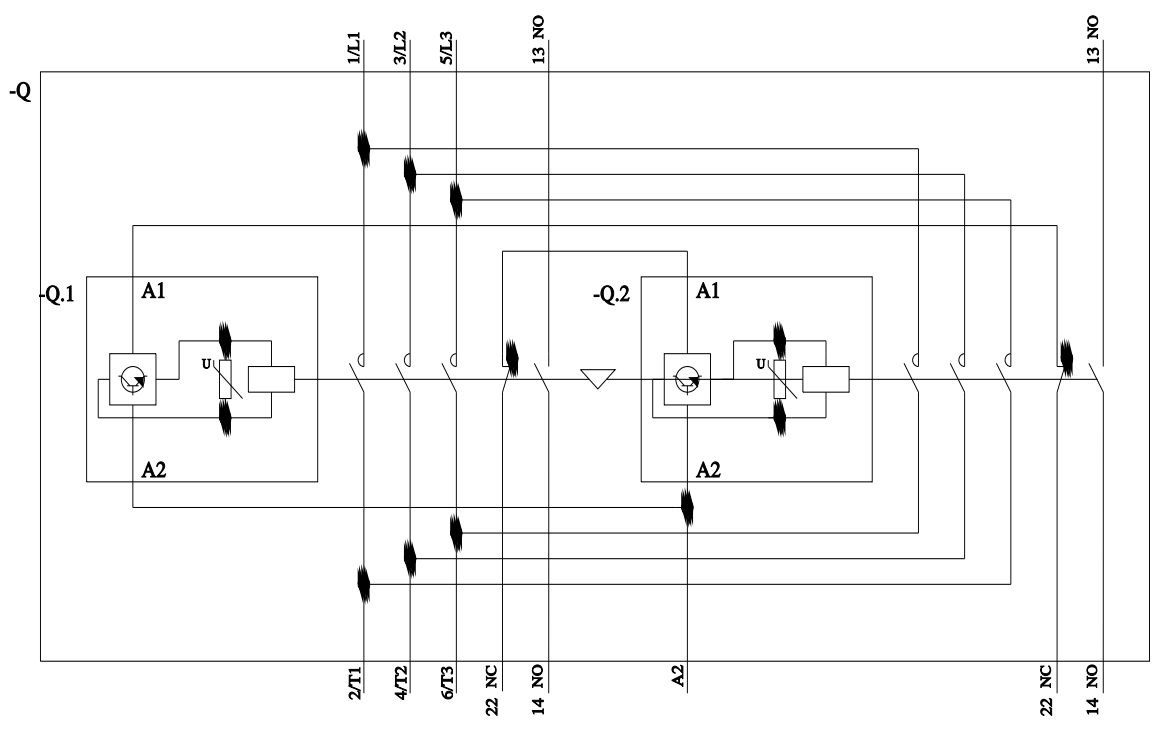 1/L1
3/L2
5/L3
13 NO
13 NO
-Q
-Q.1
A1
-Q.2
A1
U
U
A2
A2
2/T1
4/T2
6/T3
22 NC
14 NO
A2
22 NC
14 NO